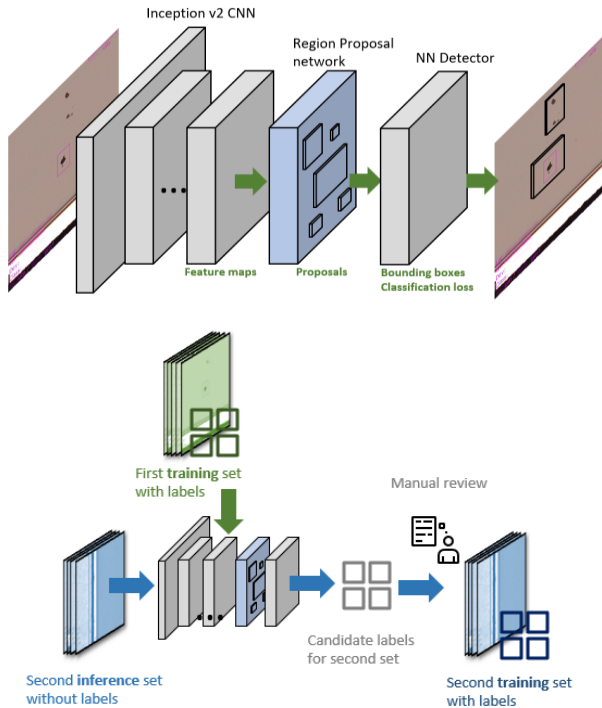 Inception v2 CNN
Region Proposal
network
NN Detector
Feature maps
Proposals
Bounding boxes
Classification loss
First training set
with labels
Manual review
Candidate labels
for second set
Second inference set
without labels
Second training set
with labels